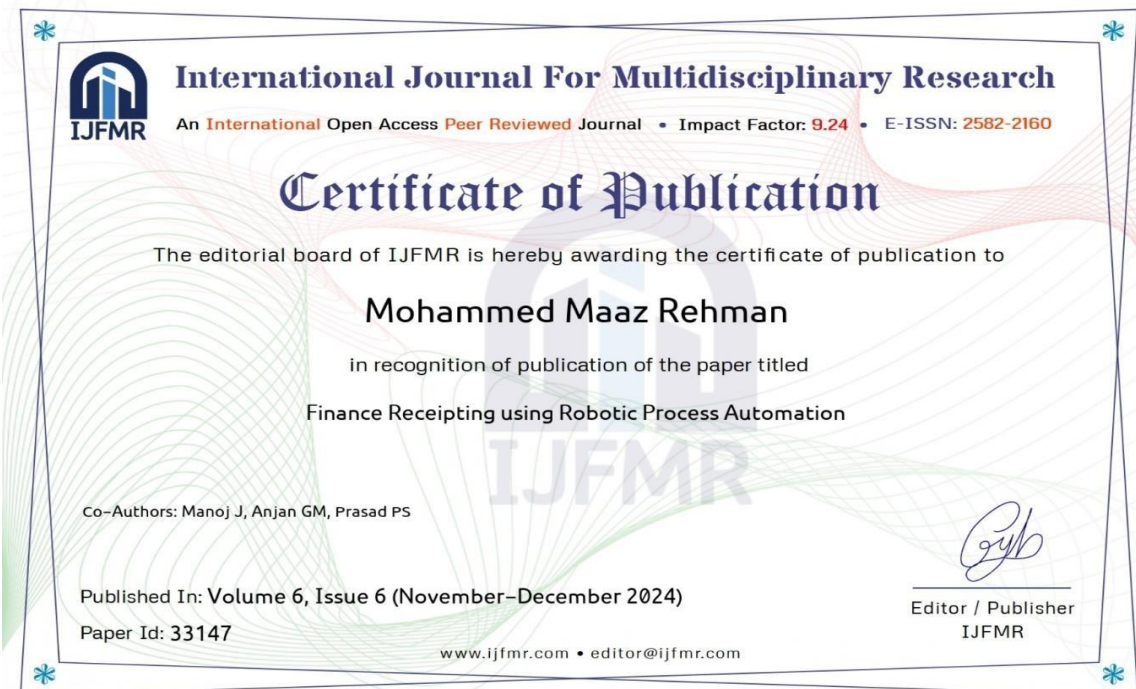 IJFMR
International Journal For Multidisciplinary Research
An International Open Access Peer Reviewed Journal • Impact Factor: 9.24 • E-ISSN: 2582-2160
Certificate of Publication
The editorial board of IJFMR is hereby awarding the certificate of publication to
Mohammed Maaz Rehman
in recognition of publication of the paper titled
Finance Receipting using Robotic Process Automation
IJFMR
Co-Authors: Manoj J, Anjan GM, Prasad PS
Published In: Volume 6, Issue 6 (November-December 2024)
Paper Id: 33147
Editor / Publisher
IJFMR
www.ijfmr.com • editor@ijfmr.com